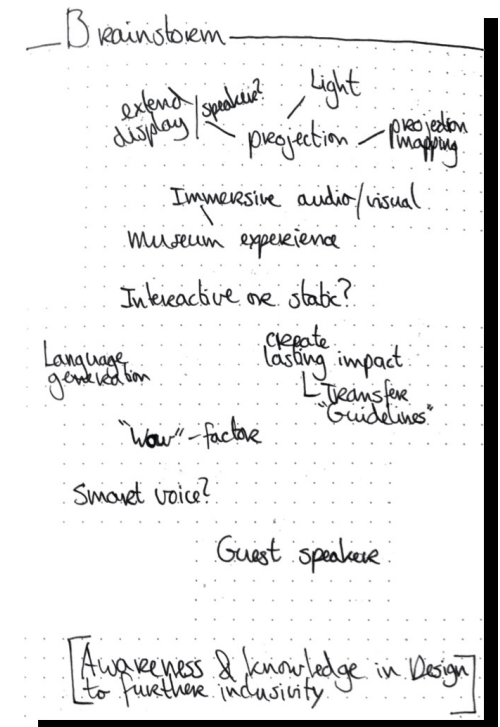 Brainstorm
Light
extend
display
speaker?
projection
projection
mapping
Immersive audio/visual
Museum experience
Interactive or static?
Language
generation
create
lasting impact
Transfer
"Guidelines"
"Wow"-factor
Smart voice?
Guest speaker
[Awareness & knowledge in Design
to further inclusivity]